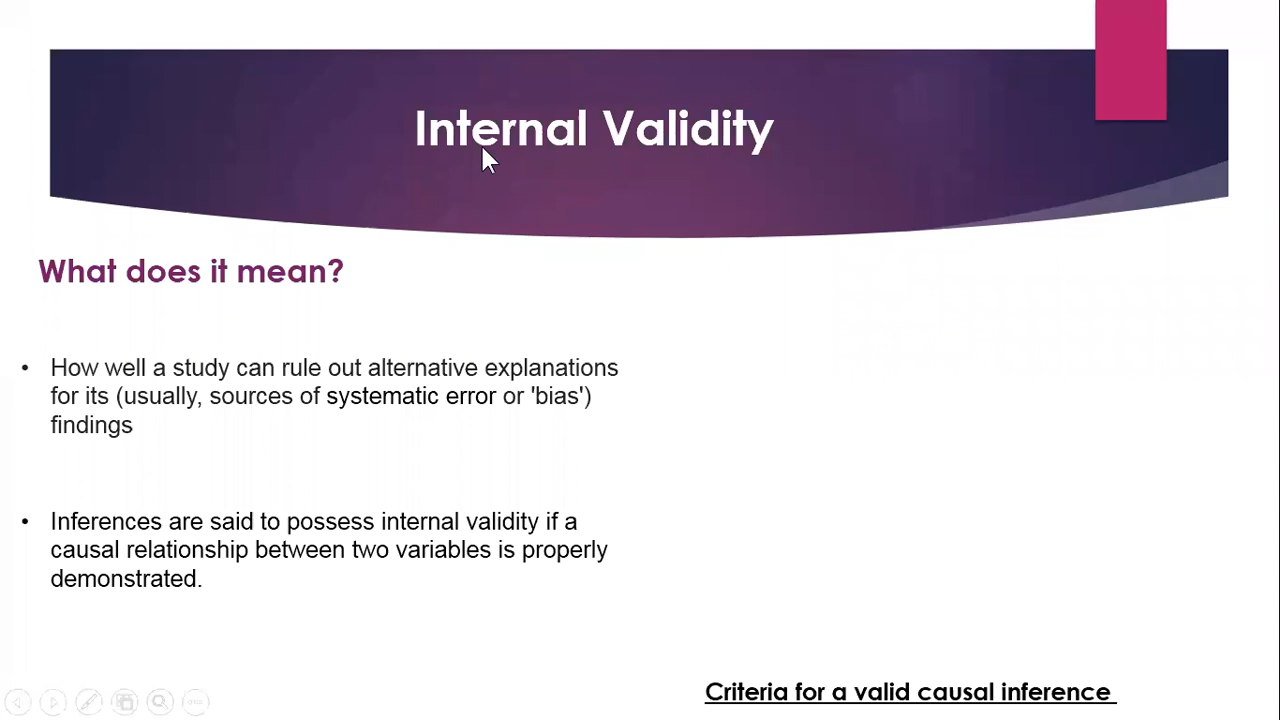 Internal Validity
What does it mean?
• How well a study can rule out alternative explanations
for its (usually, sources of systematic error or 'bias')
findings
• Inferences are said to possess internal validity if a
causal relationship between two variables is properly
demonstrated.
Criteria for a valid causal inference